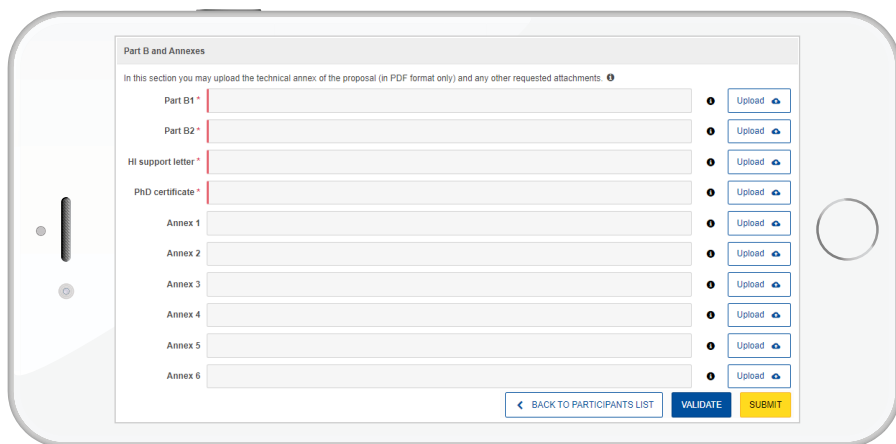 Part B and Annexes
In this section you may upload the technical annex of the proposal (in PDF format only) and any other requested attachments.
Part B1 * Upload
Part B2 * Upload
HI support letter * Upload
PhD certificate * Upload
Annex 1 Upload
Annex 2 Upload
Annex 3 Upload
Annex 4 Upload
Annex 5 Upload
Annex 6 Upload
BACK TO PARTICIPANTS LIST VALIDATE SUBMIT